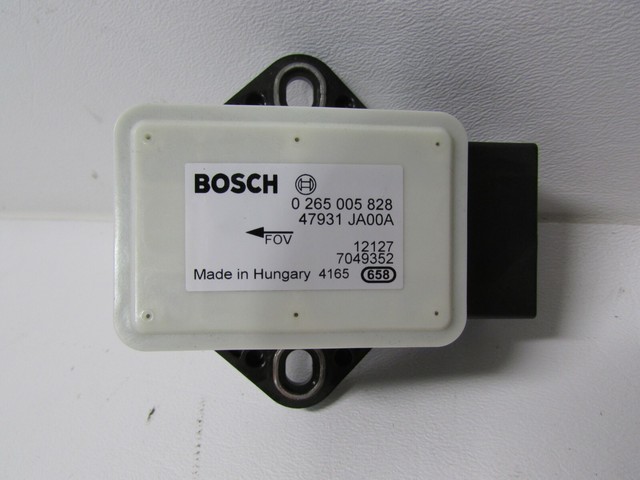 BOSCH
0 265 005 828
47931 JA00A
FOV
12127
7049352
Made in Hungary 4165 658